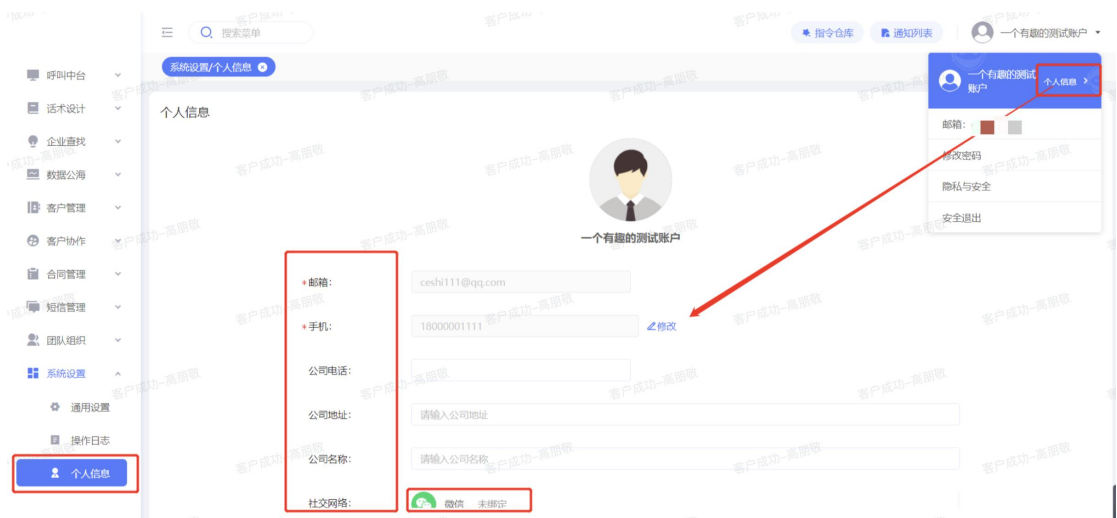 搜索菜单
指令仓库
通知列表
一个有趣的测试账户
系统设置/个人信息
呼叫中台
话术设计
企业查找
数据公海
客户管理
客户协作
合同管理
短信管理
团队组织
系统设置
通用设置
操作日志
个人信息
个人信息
一个有趣的测试账户
*邮箱：
ceshi111@qq.com
*手机：
18000001111
修改
公司电话：
公司地址：
请输入公司地址
公司名称：
请输入公司名称
社交网络：
微信 未绑定
一个有趣的测试
账户
个人信息 >
邮箱：
修改密码
隐私与安全
安全退出
客户成功-高朋敬